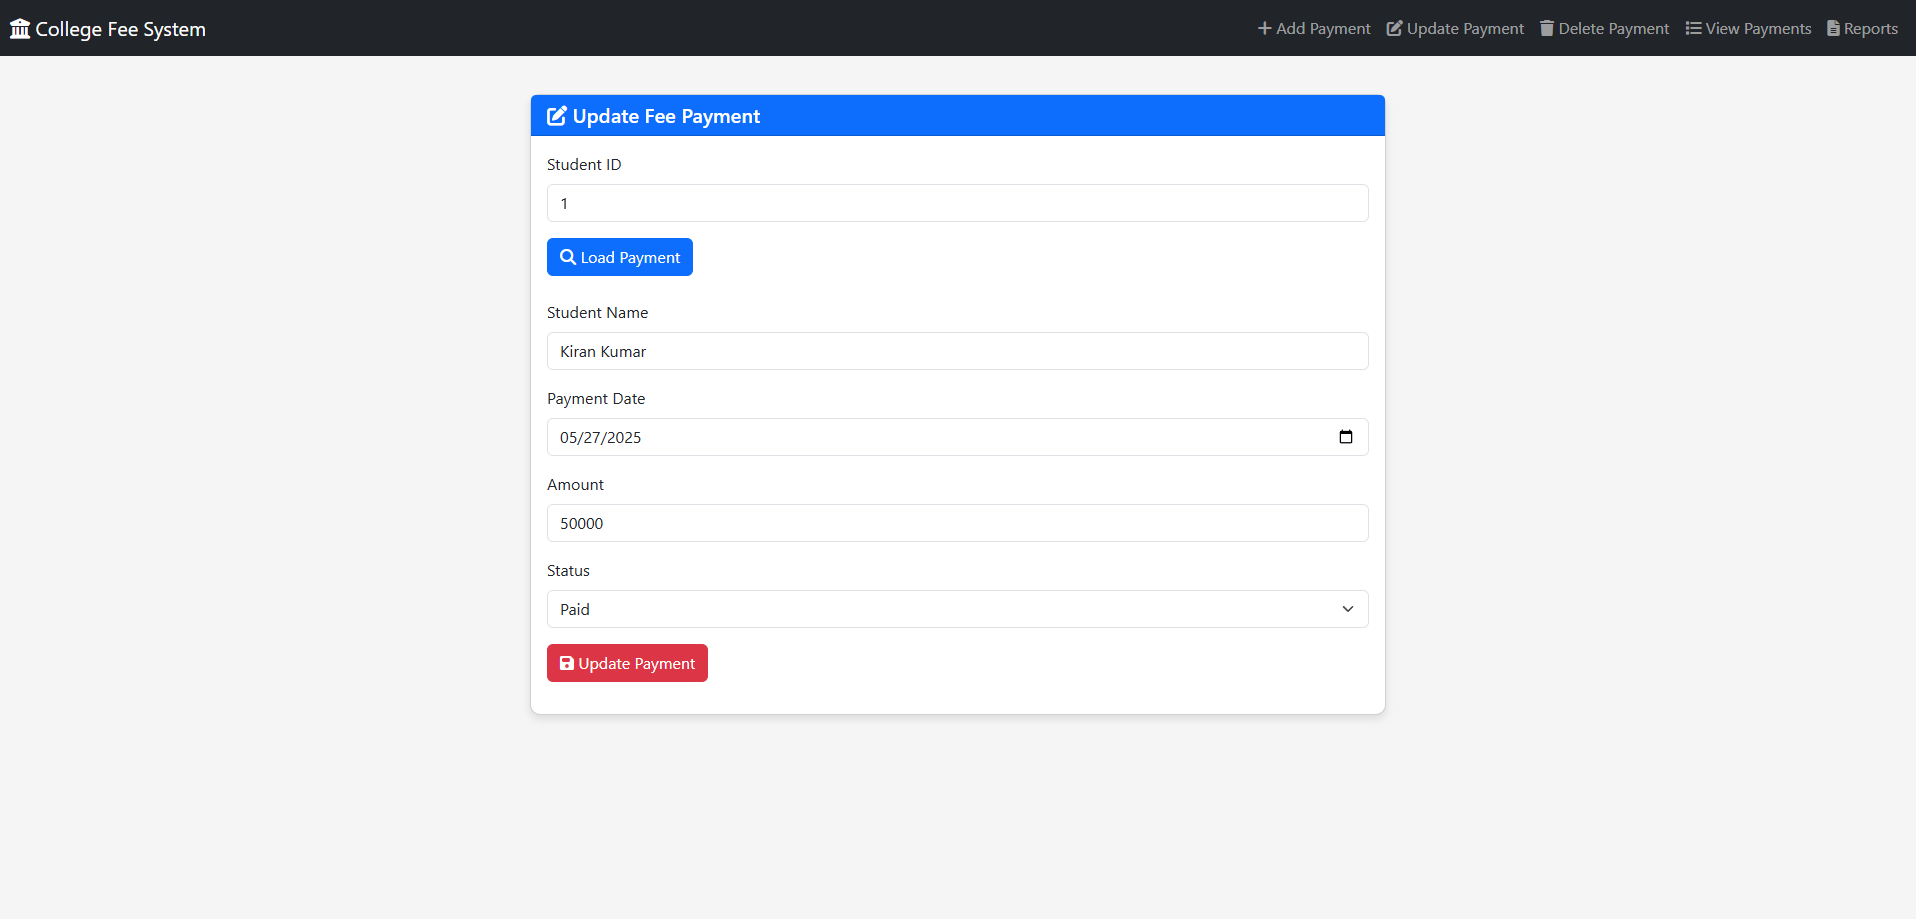 College Fee System
Add Payment
Update Payment
Delete Payment
View Payments
Reports
Update Fee Payment
Student ID
1
Load Payment
Student Name
Kiran Kumar
Payment Date
05/27/2025
Amount
50000
Status
Paid
Update Payment